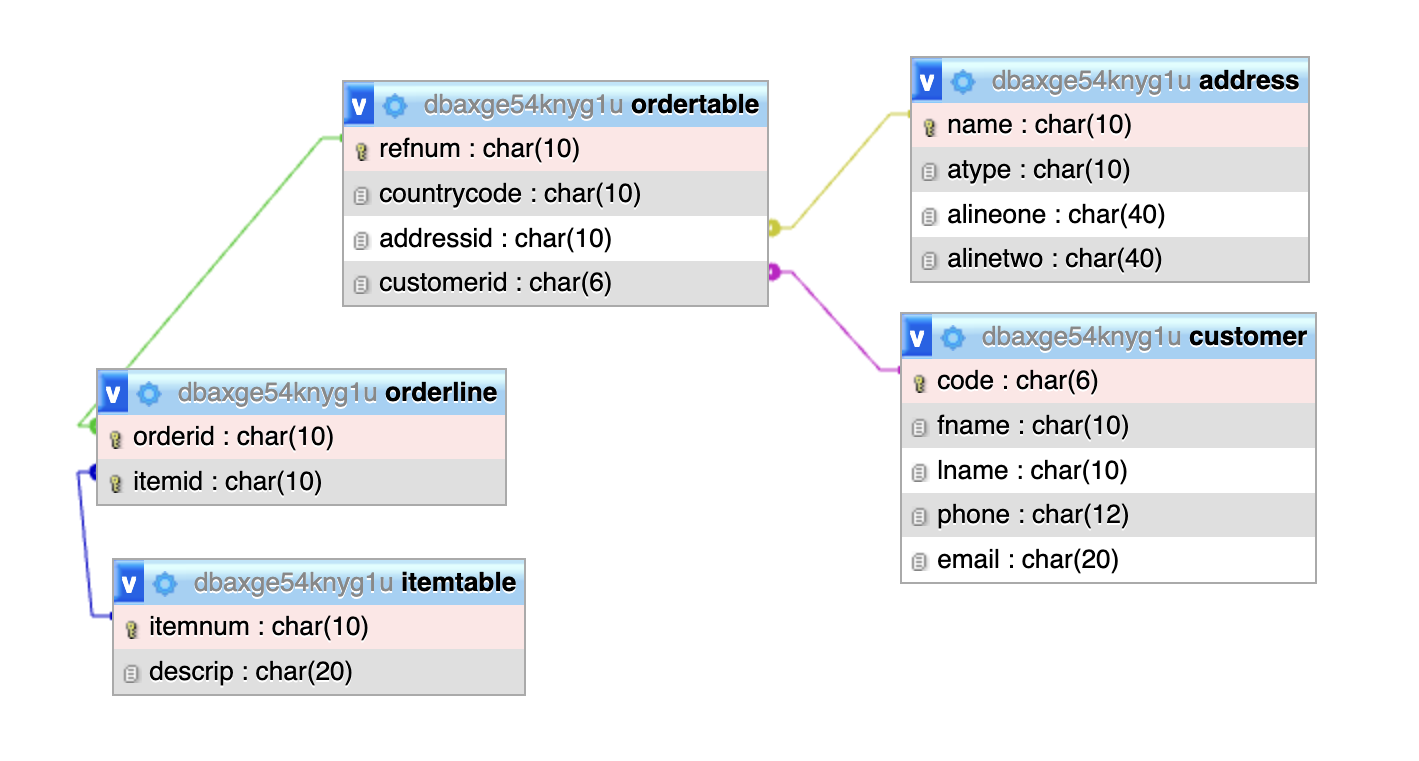 v dbaxge54knyg1u ordertable
refnum : char(10)
countrycode : char(10)
addressid : char(10)
customerid : char(6)
v dbaxge54knyg1u address
name : char(10)
atype : char(10)
alineone : char(40)
alinetwo : char(40)
v dbaxge54knyg1u orderline
orderid : char(10)
itemid : char(10)
v dbaxge54knyg1u customer
code : char(6)
fname : char(10)
lname : char(10)
phone : char(12)
email : char(20)
v dbaxge54knyg1u itemtable
itemnum : char(10)
descrip : char(20)